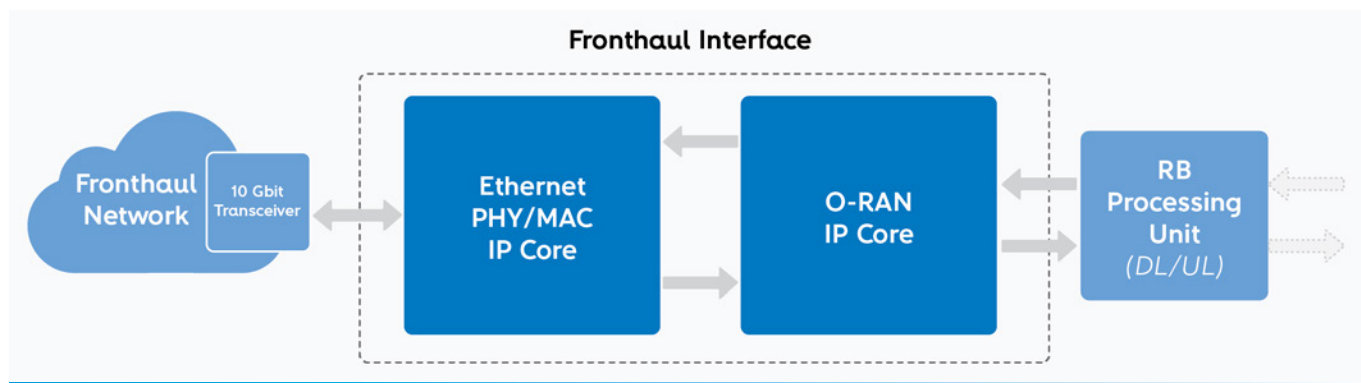 Fronthaul Interface
Fronthaul
Network
10 Gbit
Transceiver
Ethernet
PHY/MAC
IP Core
O-RAN
IP Core
RB
Processing
Unit
(DL/UL)